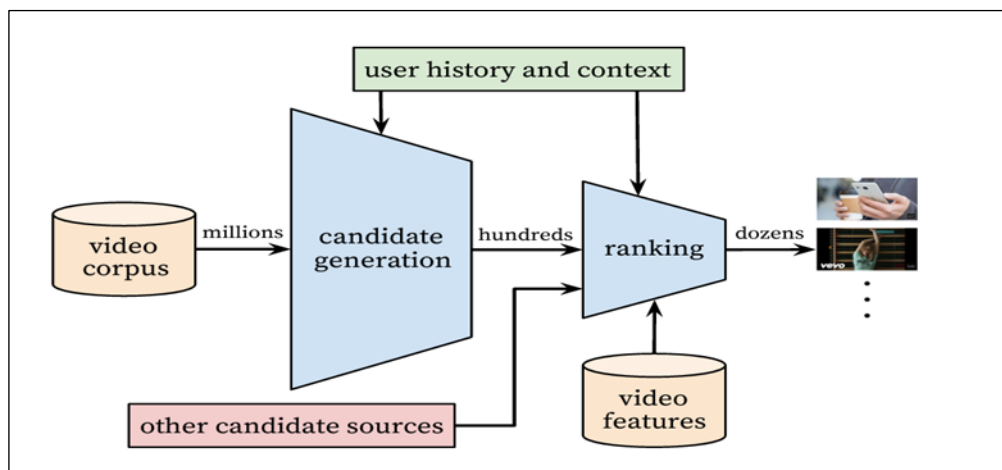 user history and context
video
corpus
millions
candidate
generation
hundreds
ranking
dozens
vevo
other candidate sources
video
features